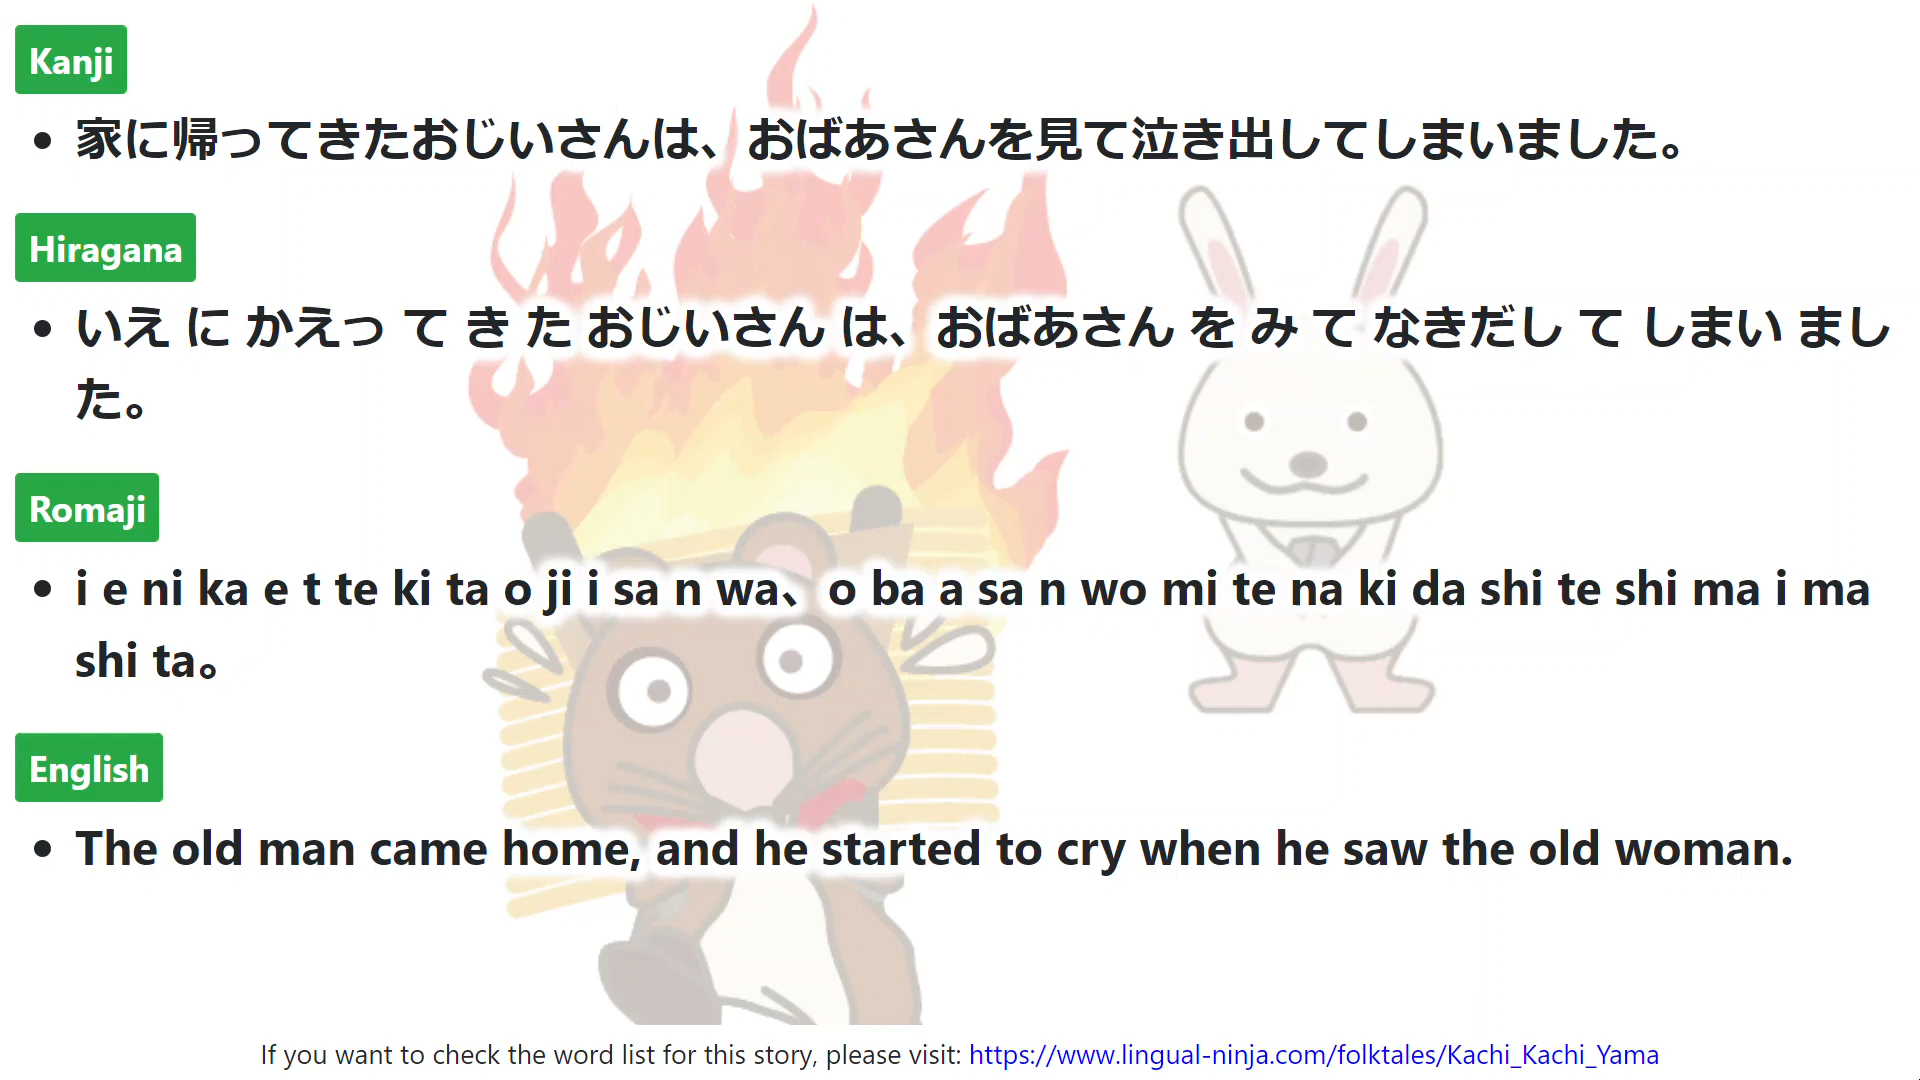 Kanji
• 家に帰ってきたおじいさんは、おばあさんを見て泣き出してしまいました。
Hiragana
• いえ に かえっ て き た おじいさん は、おばあさん を み て なきだし て しまい まし
た。
Romaji
• i e ni ka e t te ki ta o ji i sa n wa、 o ba a sa n wo mi te na ki da shi te shi ma i ma
shi ta。
English
• The old man came home, and he started to cry when he saw the old woman.
If you want to check the word list for this story, please visit: https://www.lingual-ninja.com/folktales/Kachi_Kachi_Yama